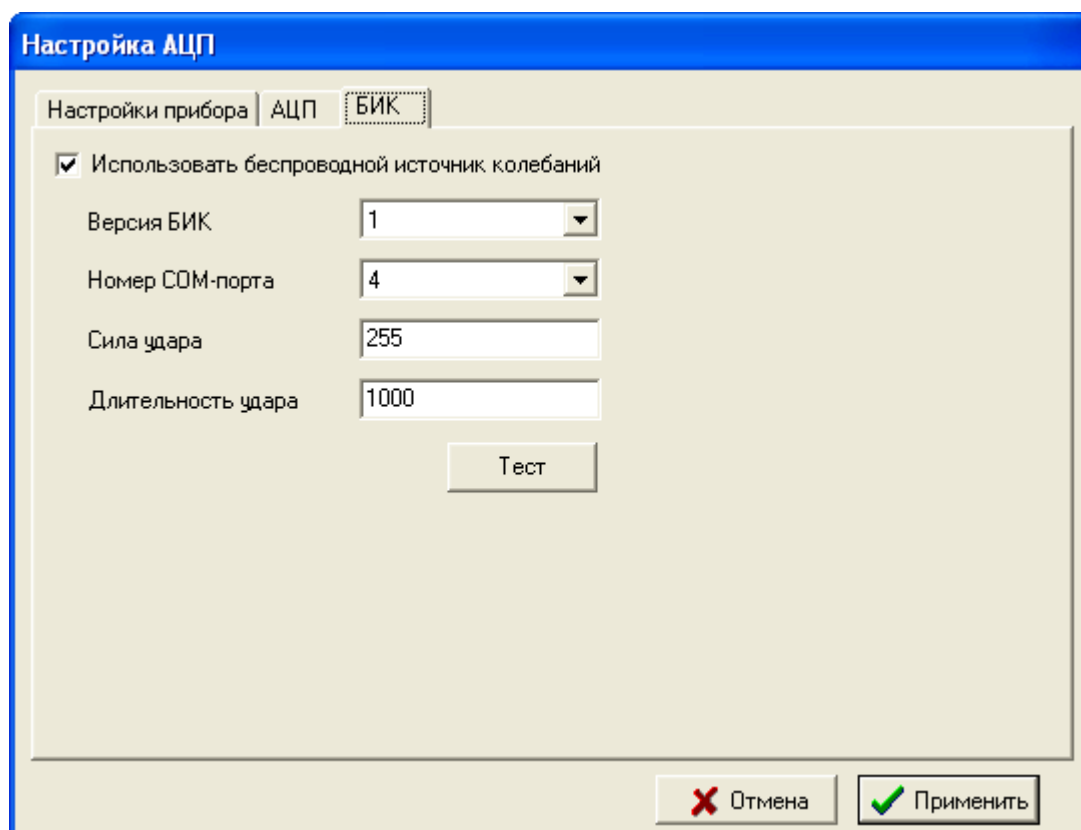 Настройка АЦП
Настройки прибора АЦП БИК
Использовать беспроводной источник колебаний
Версия БИК 1
Номер COM-порта 4
Сила удара 255
Длительность удара 1000
Тест
Отмена Применить